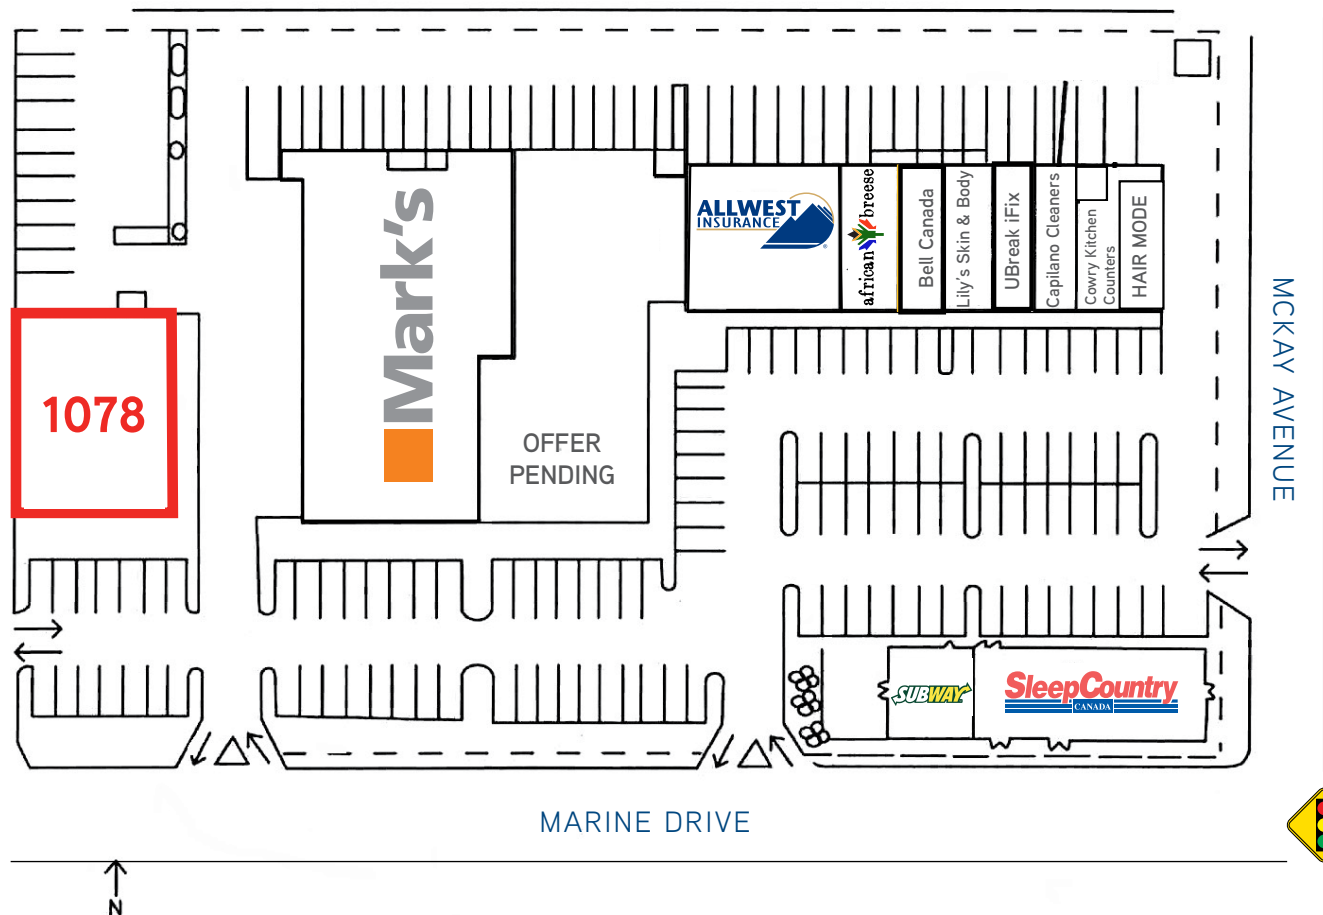 Mark's
1078
OFFER
PENDING
ALLWEST
INSURANCE
®
african breese
Bell Canada
Lily's Skin & Body
UBreak iFix
Capilano Cleaners
Cowry Kitchen
Counters
HAIR MODE
MCKAY AVENUE
SUBWAY
SleepCountry
CANADA
MARINE DRIVE
N